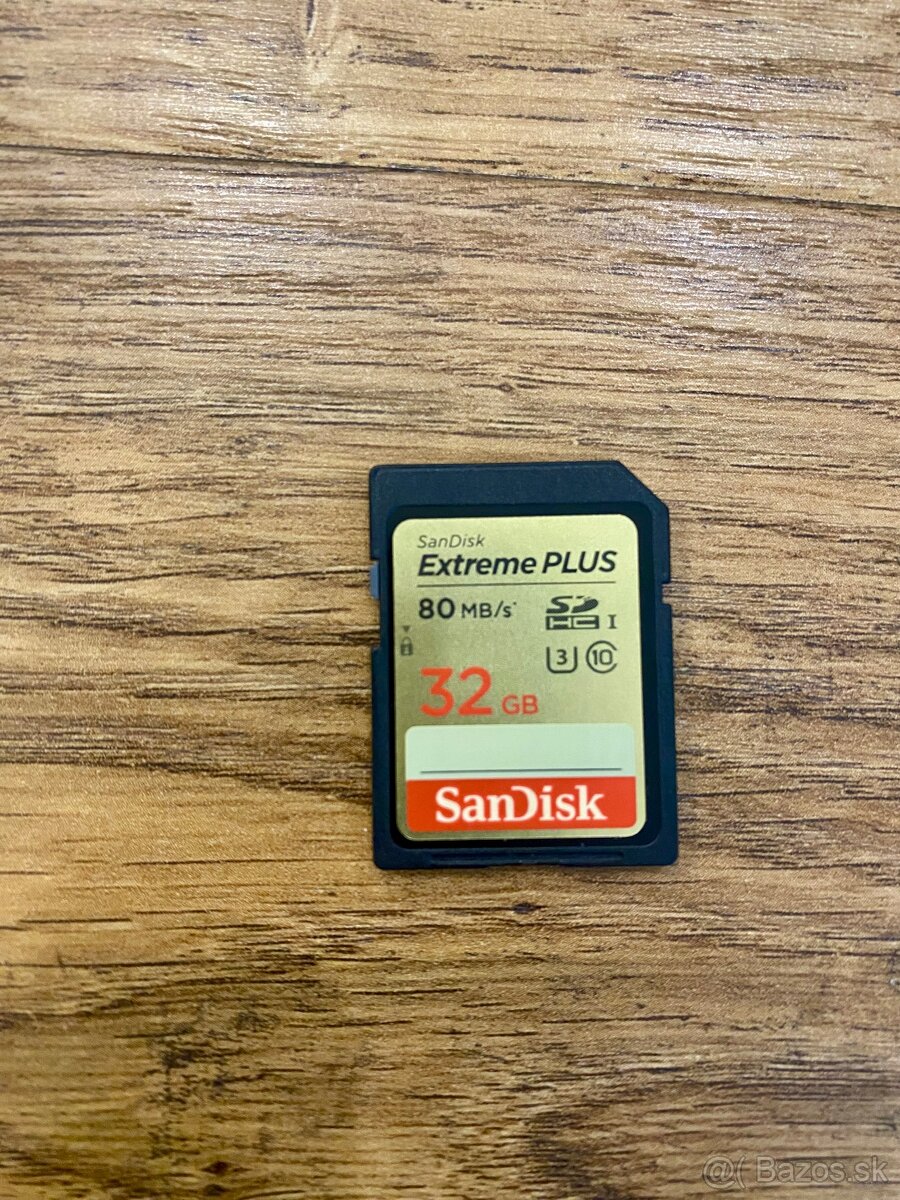 SanDisk
Extreme PLUS
80 MB/s*
SD
HC I
3 10
32 GB
SanDisk
@( Bazos.sk